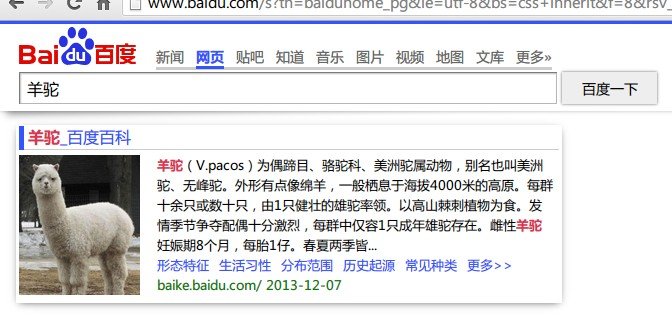 www.baidu.com/s?tn=baiduhome_pg&ie=utf-8&bs=css+inherit&f=8&rsv_
Bai du 百度
新闻 网页 贴吧 知道 音乐 图片 视频 地图 文库 更多»
羊驼 百度一下
羊驼_百度百科
羊驼（V.pacos）为偶蹄目、骆驼科、美洲驼属动物，别名也叫美洲
驼、无峰驼。外形有点像绵羊，一般栖息于海拔4000米的高原。每群
十余只或数十只，由1只健壮的雄驼率领。以高山棘刺植物为食。发
情季节争夺配偶十分激烈，每群中仅容1只成年雄驼存在。雌性羊驼
妊娠期8个月，每胎1仔。春夏两季皆...
形态特征 生活习性 分布范围 历史起源 常见种类 更多>>
baike.baidu.com/ 2013-12-07